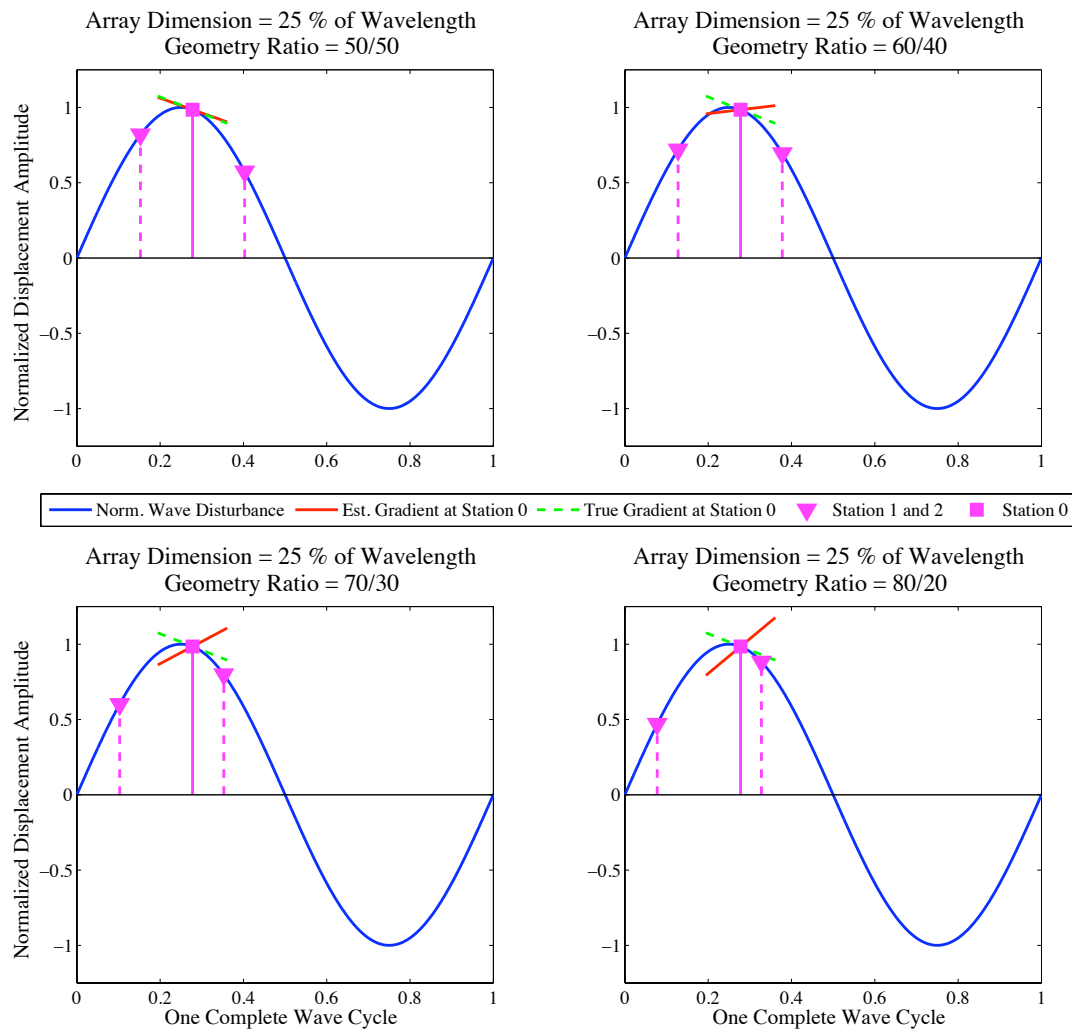 Array Dimension = 25 % of Wavelength
Geometry Ratio = 50/50
Normalized Displacement Amplitude
1
0.5
0
−0.5
−1
0
0.2
0.4
0.6
0.8
1
Array Dimension = 25 % of Wavelength
Geometry Ratio = 60/40
1
0.5
0
−0.5
−1
0
0.2
0.4
0.6
0.8
1
Norm. Wave Disturbance
Est. Gradient at Station 0
True Gradient at Station 0
Station 1 and 2
Station 0
Array Dimension = 25 % of Wavelength
Geometry Ratio = 70/30
Normalized Displacement Amplitude
1
0.5
0
−0.5
−1
0
0.2
0.4
0.6
0.8
1
One Complete Wave Cycle
Array Dimension = 25 % of Wavelength
Geometry Ratio = 80/20
1
0.5
0
−0.5
−1
0
0.2
0.4
0.6
0.8
1
One Complete Wave Cycle